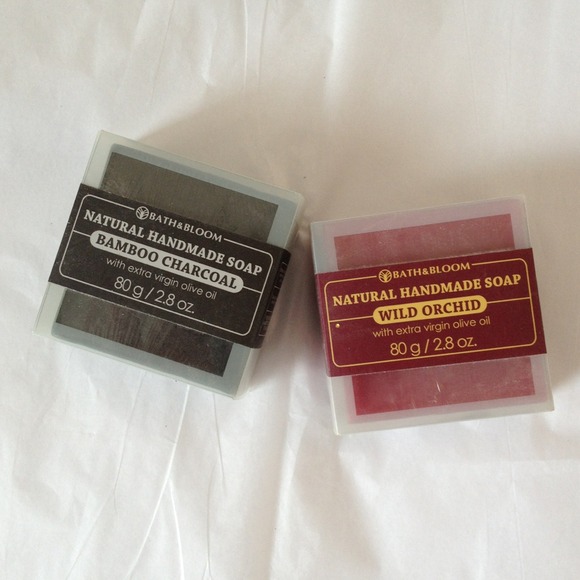 BATH&BLOOM
NATURAL HANDMADE SOAP
BAMBOO CHARCOAL
with extra virgin olive oil
80 g / 2.8 oz.
BATH&BLOOM
NATURAL HANDMADE SOAP
WILD ORCHID
with extra virgin olive oil
80 g / 2.8 oz.